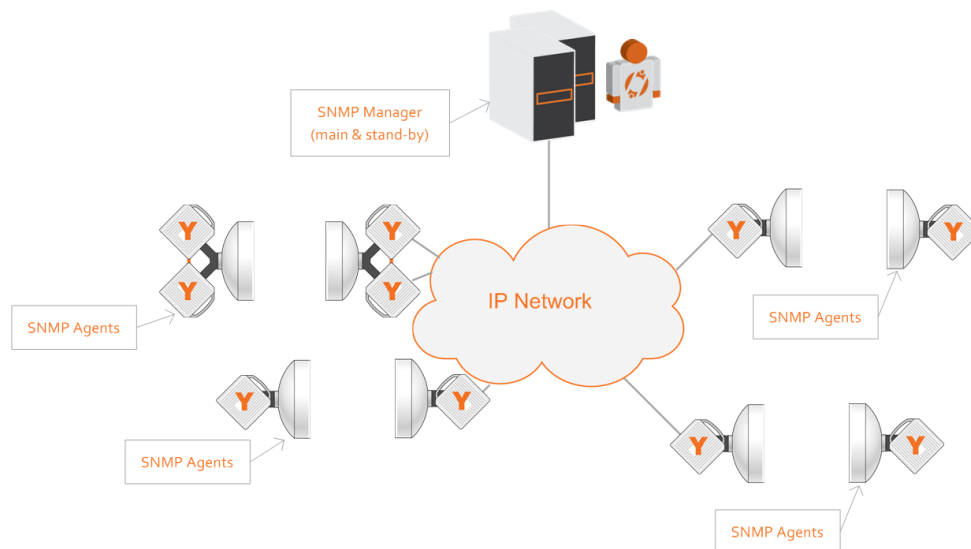 SNMP Manager
(main & stand-by)
Y
Y
Y
Y
Y
Y
IP Network
SNMP Agents
SNMP Agents
Y
Y
Y
Y
SNMP Agents
SNMP Agents